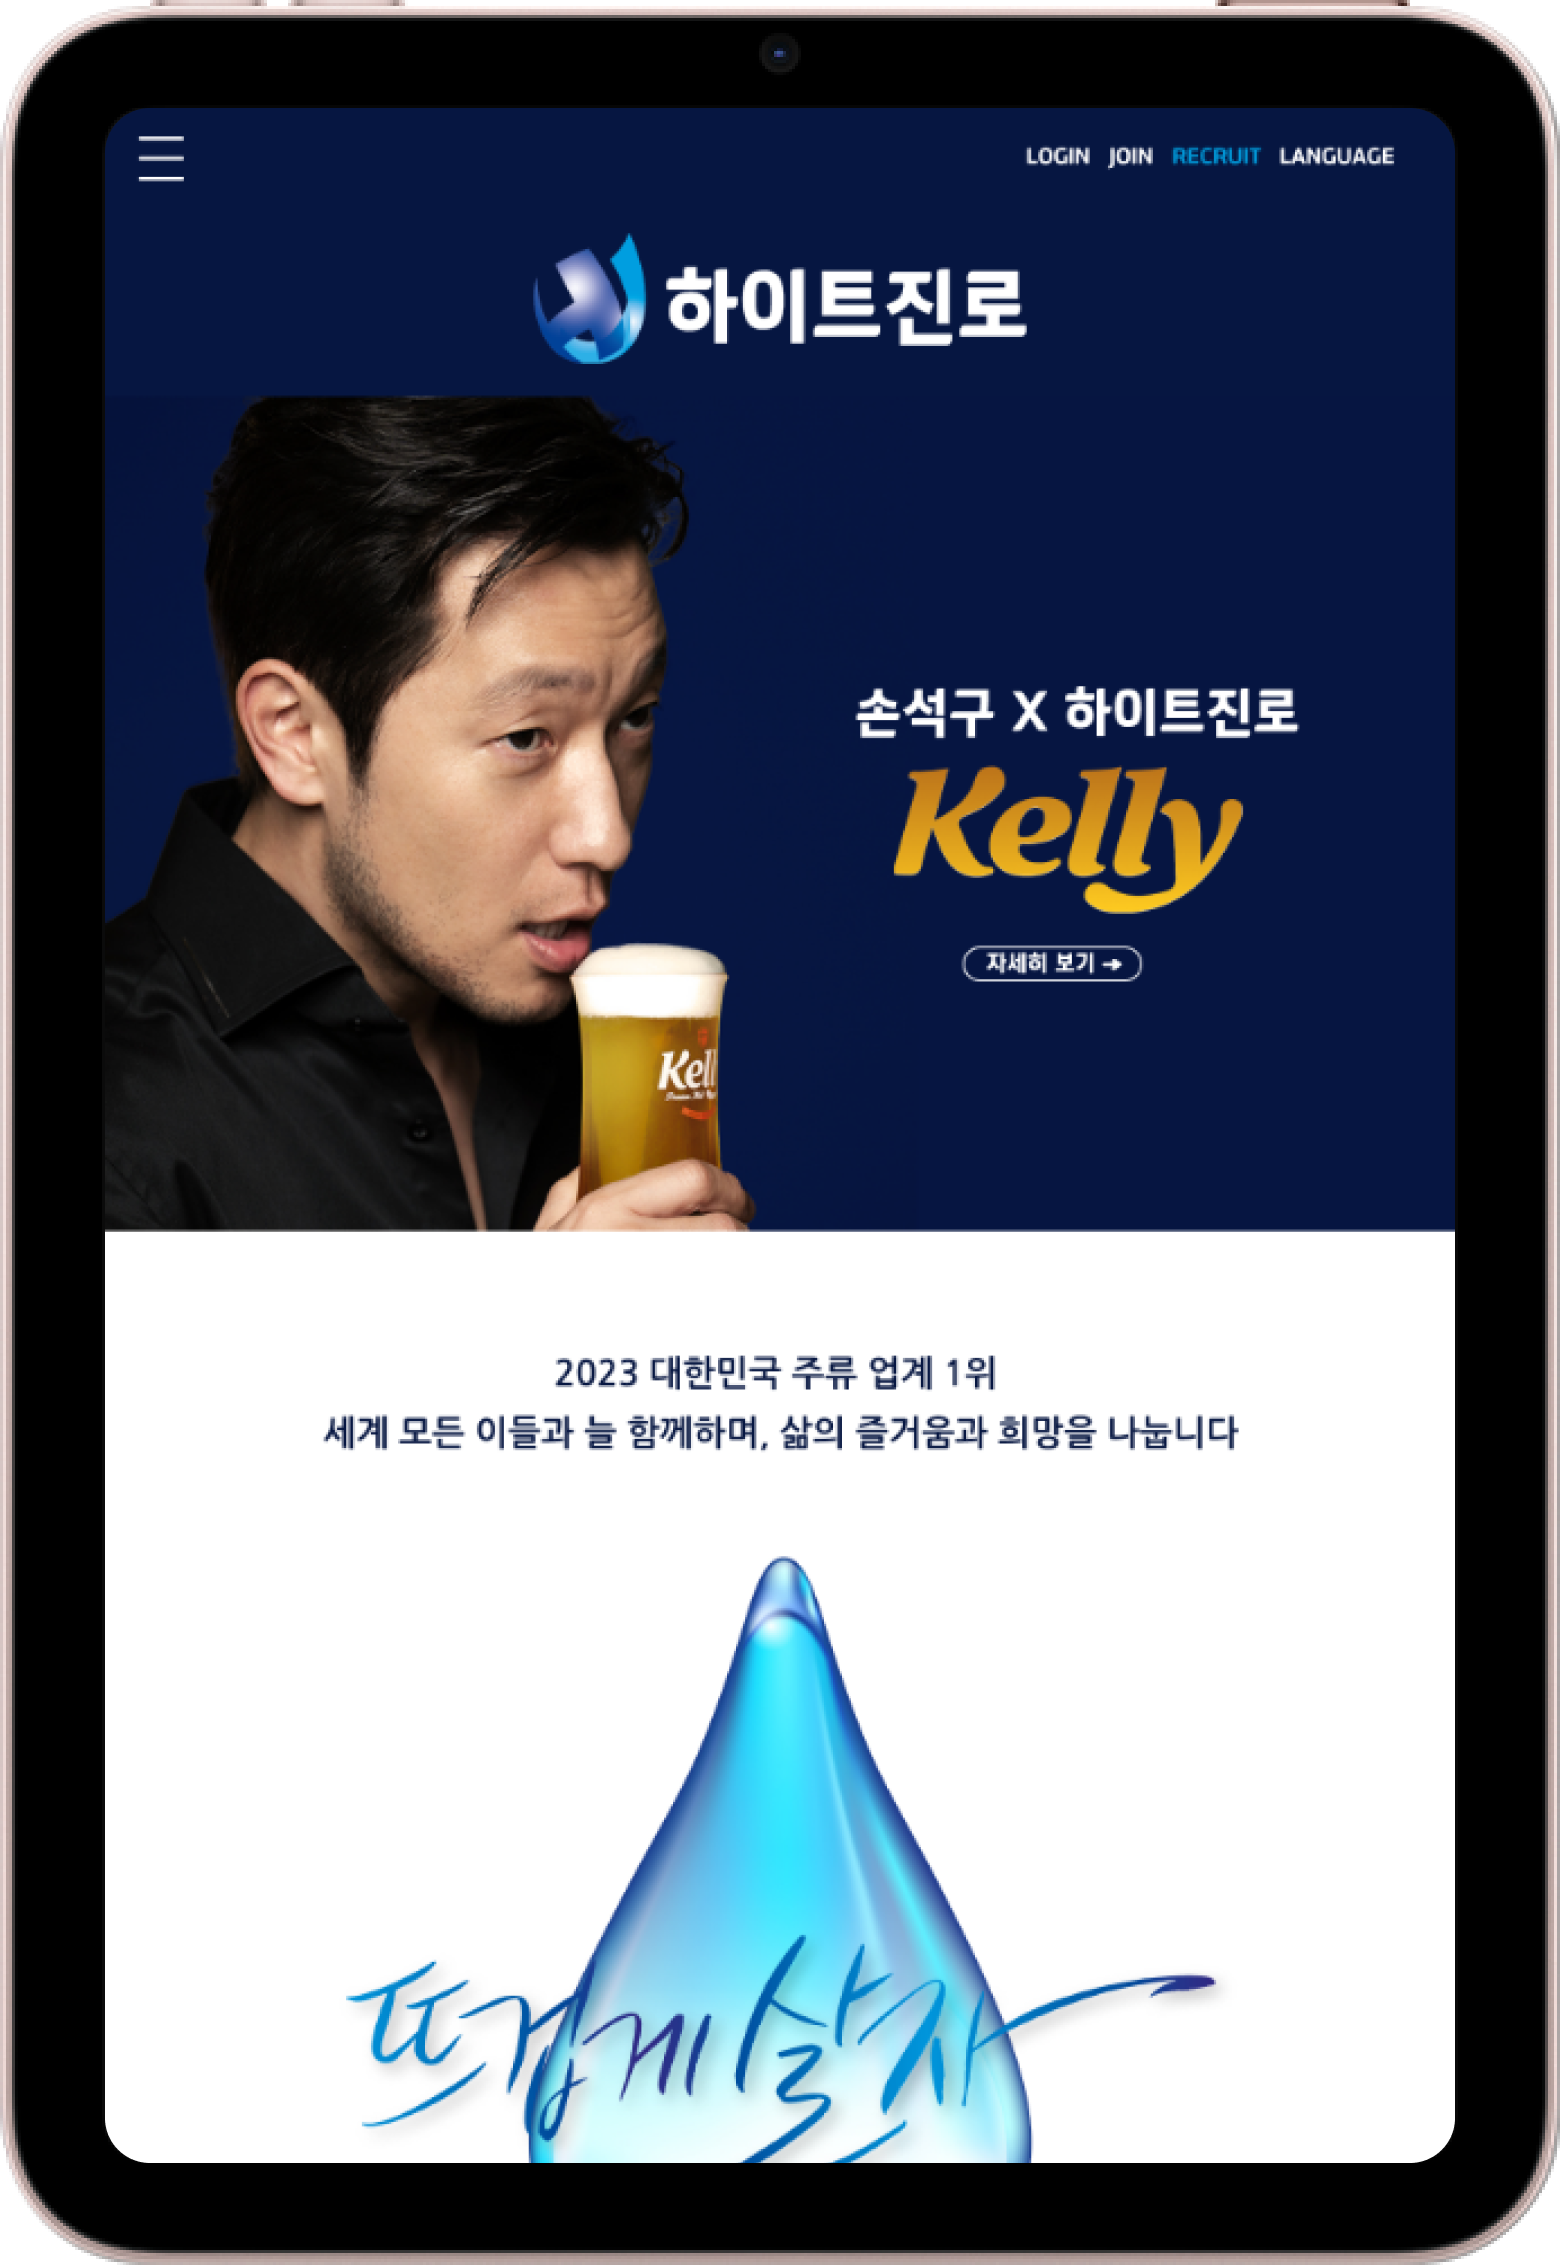 LOGIN JOIN RECRUIT LANGUAGE
하이트진로
손석구 X 하이트진로
Kelly
자세히 보기 →
Kell
2023 대한민국 주류 업계 1위
세계 모든 이들과 늘 함께하며, 삶의 즐거움과 희망을 나눕니다
뜨겁게 살자